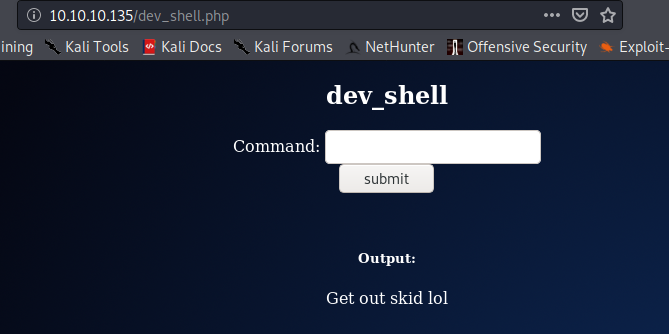 10.10.10.135/dev_shell.php
ining Kali Tools Kali Docs Kali Forums NetHunter Offensive Security Exploit-
dev_shell
Command:
submit
Output:
Get out skid lol